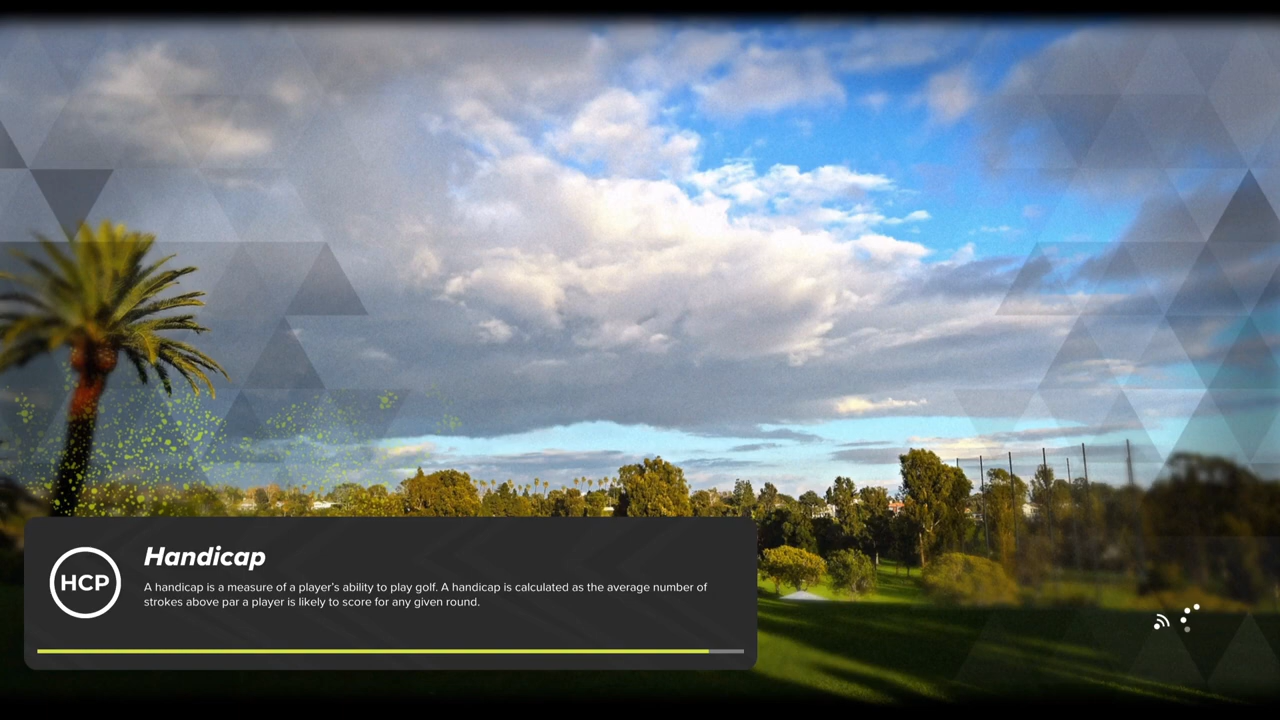 HCP
Handicap
A handicap is a measure of a player's ability to play golf. A handicap is calculated as the average number of
strokes above par a player is likely to score for any given round.